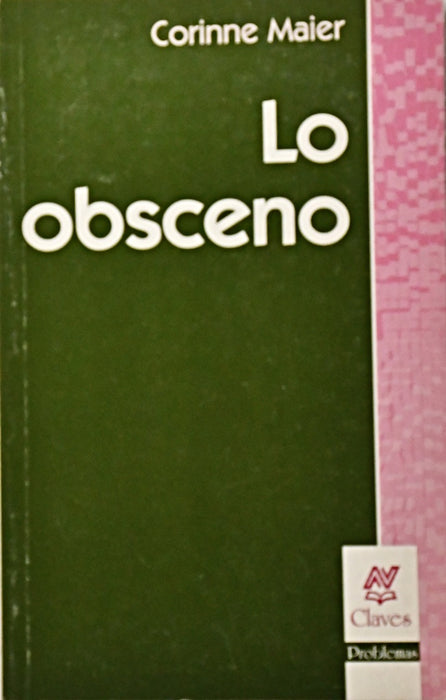 Corinne Maier
Lo
obsceno
Claves
Problemas